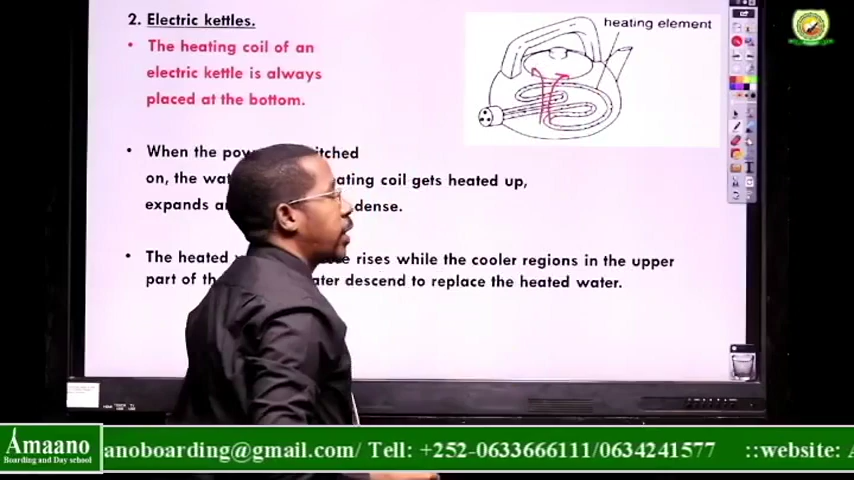 2. Electric kettles.
• The heating coil of an
electric kettle is always
placed at the bottom.
heating element
• When the itched
on, the ating coil gets heated up,
expands dense.
• The heated rises while the cooler regions in the upper
part of ater descend to replace the heated water.
Amaano
Boarding and Day school
anoboarding@gmail.com/ Tell: +252-0633666111/0634241577 ::website: A